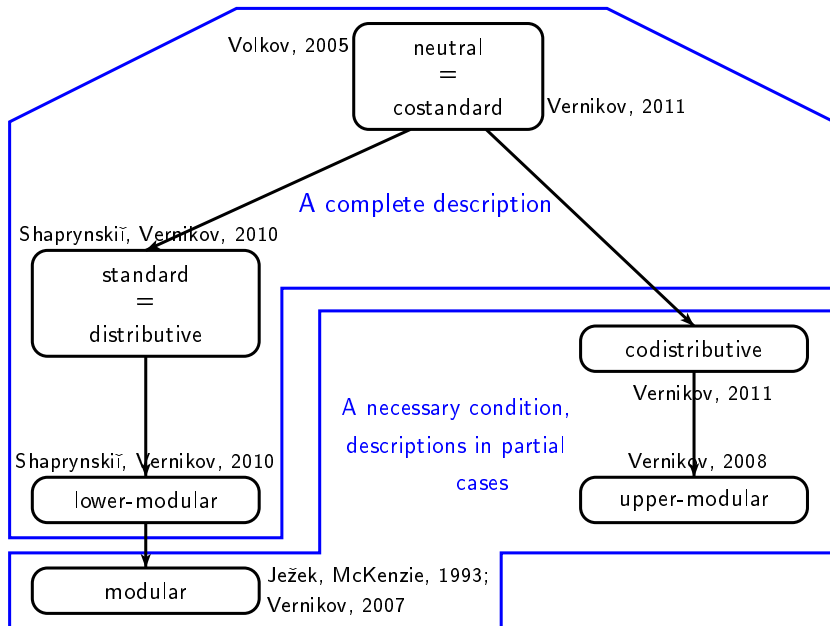 Volkov, 2005
neutral
=
costandard
Vernikov, 2011
A complete description
Shaprynskiĭ, Vernikov, 2010
standard
=
distributive
codistributive
Vernikov, 2011
A necessary condition,
descriptions in partial
cases
Shaprynskiĭ, Vernikov, 2010
lower-modular
Vernikov, 2008
upper-modular
modular
Ježek, McKenzie, 1993;
Vernikov, 2007